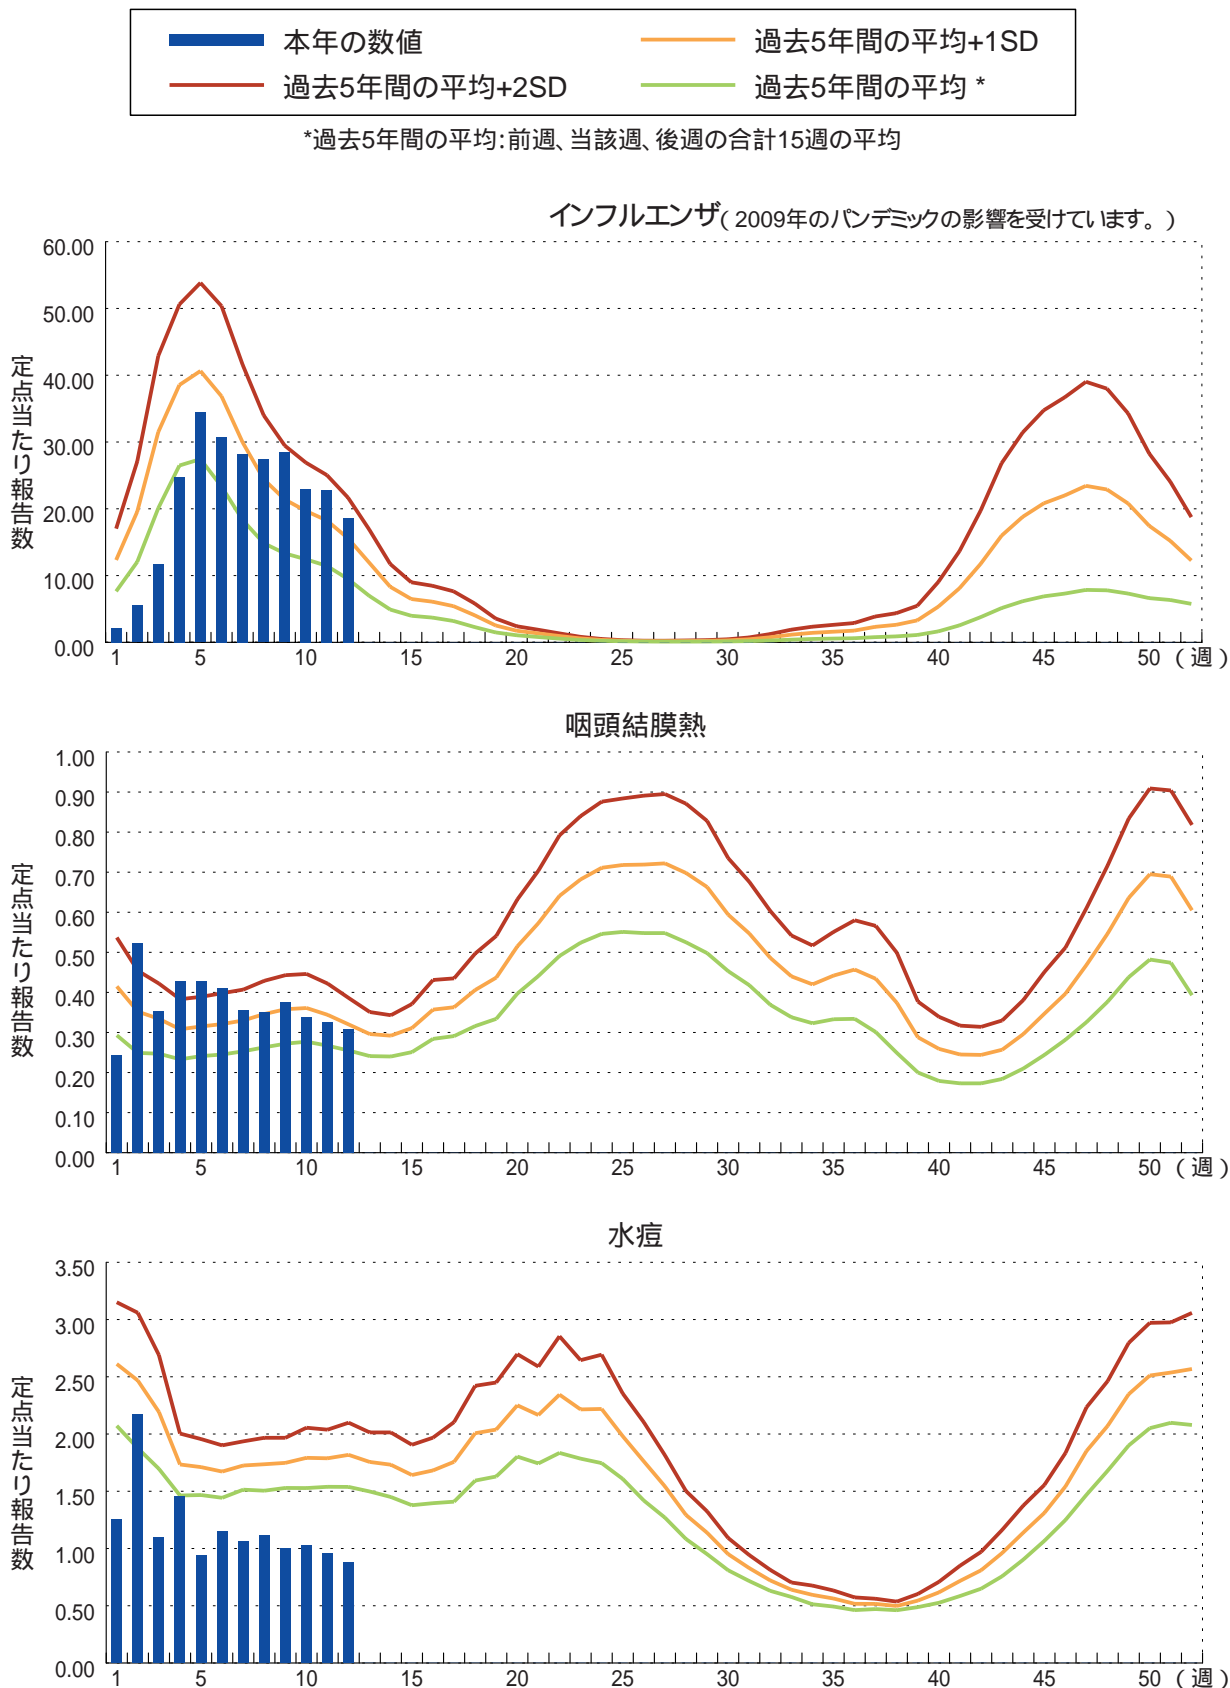 本年の数値
過去5年間の平均+1SD
過去5年間の平均+2SD
過去5年間の平均 *
*過去5年間の平均:前週、当該週、後週の合計15週の平均
インフルエンザ(2009年のパンデミックの影響を受けています。)
定点当たり報告数
60.00
50.00
40.00
30.00
20.00
10.00
0.00
1 5 10 15 20 25 30 35 40 45 50 (週)
咽頭結膜熱
定点当たり報告数
1.00
0.90
0.80
0.70
0.60
0.50
0.40
0.30
0.20
0.10
0.00
1 5 10 15 20 25 30 35 40 45 50 (週)
水痘
定点当たり報告数
3.50
3.00
2.50
2.00
1.50
1.00
0.50
0.00
1 5 10 15 20 25 30 35 40 45 50 (週)